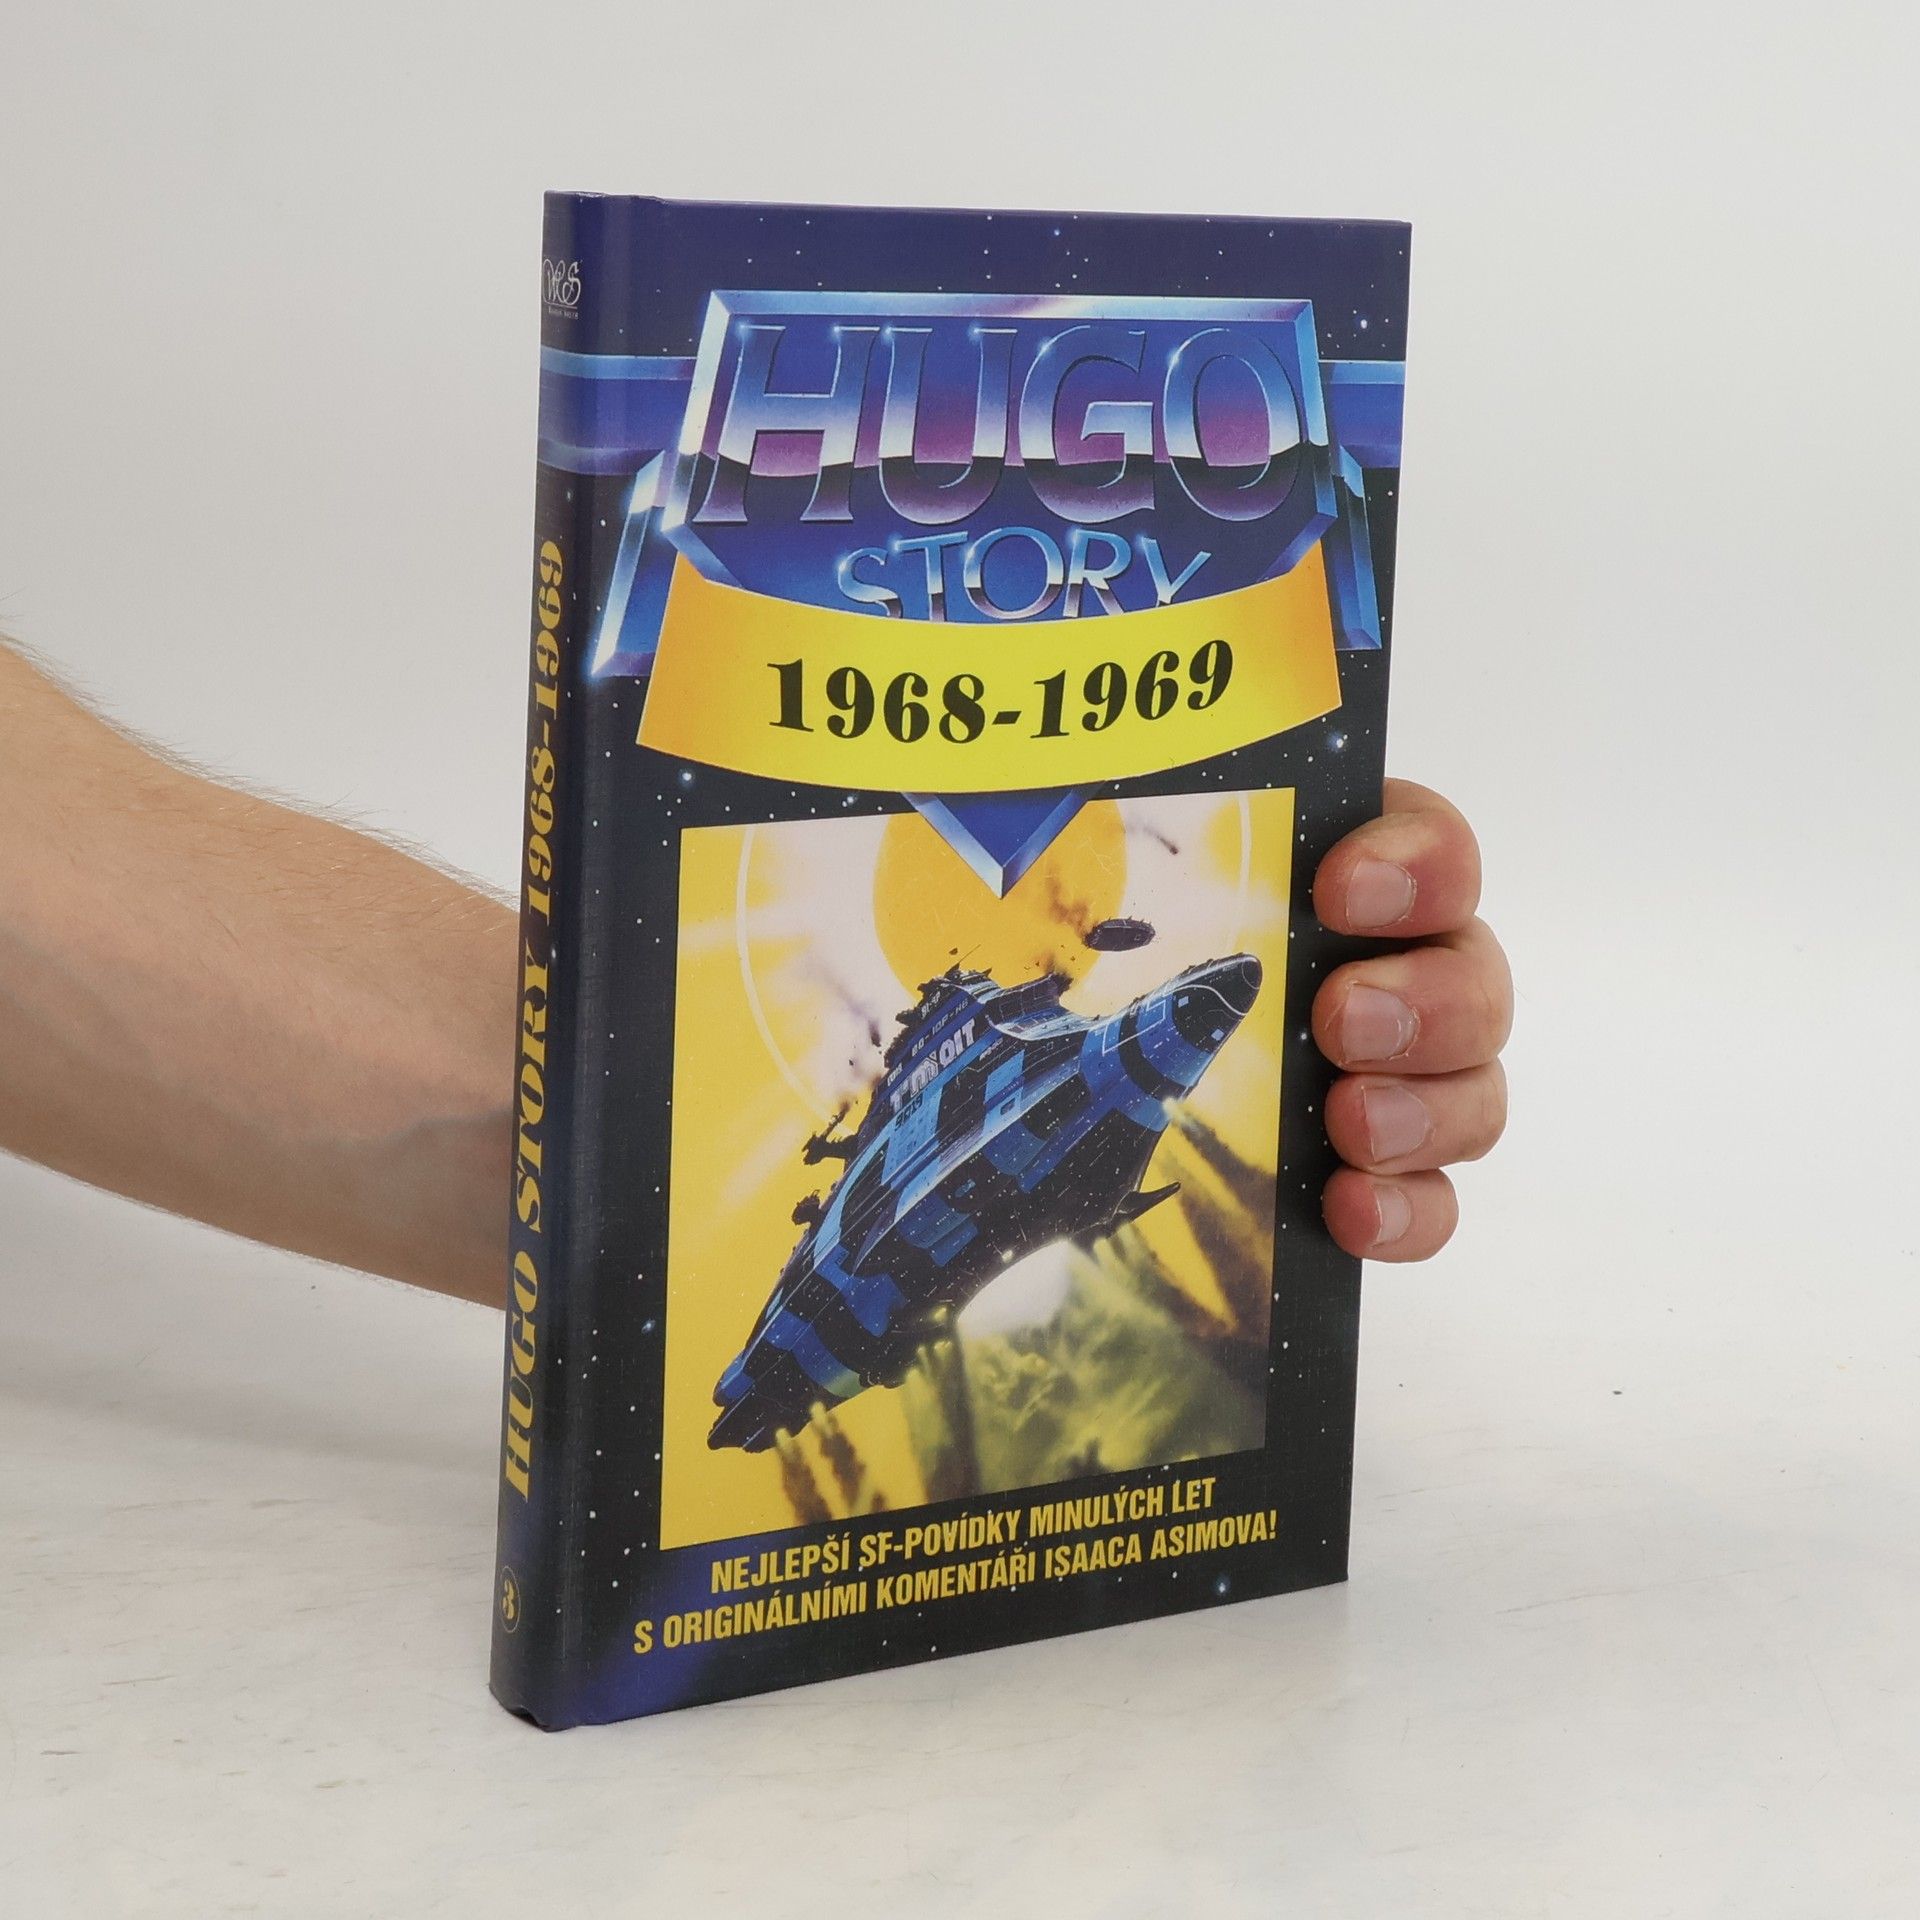 HUGO
STORY
1968-1969
NEJLEPŠÍ SF-POVÍDKY MINULÝCH LET
S ORIGINÁLNÍMI KOMENTÁŘI ISAACA ASIMOVA!
HUGO STORY 1968-1969
3